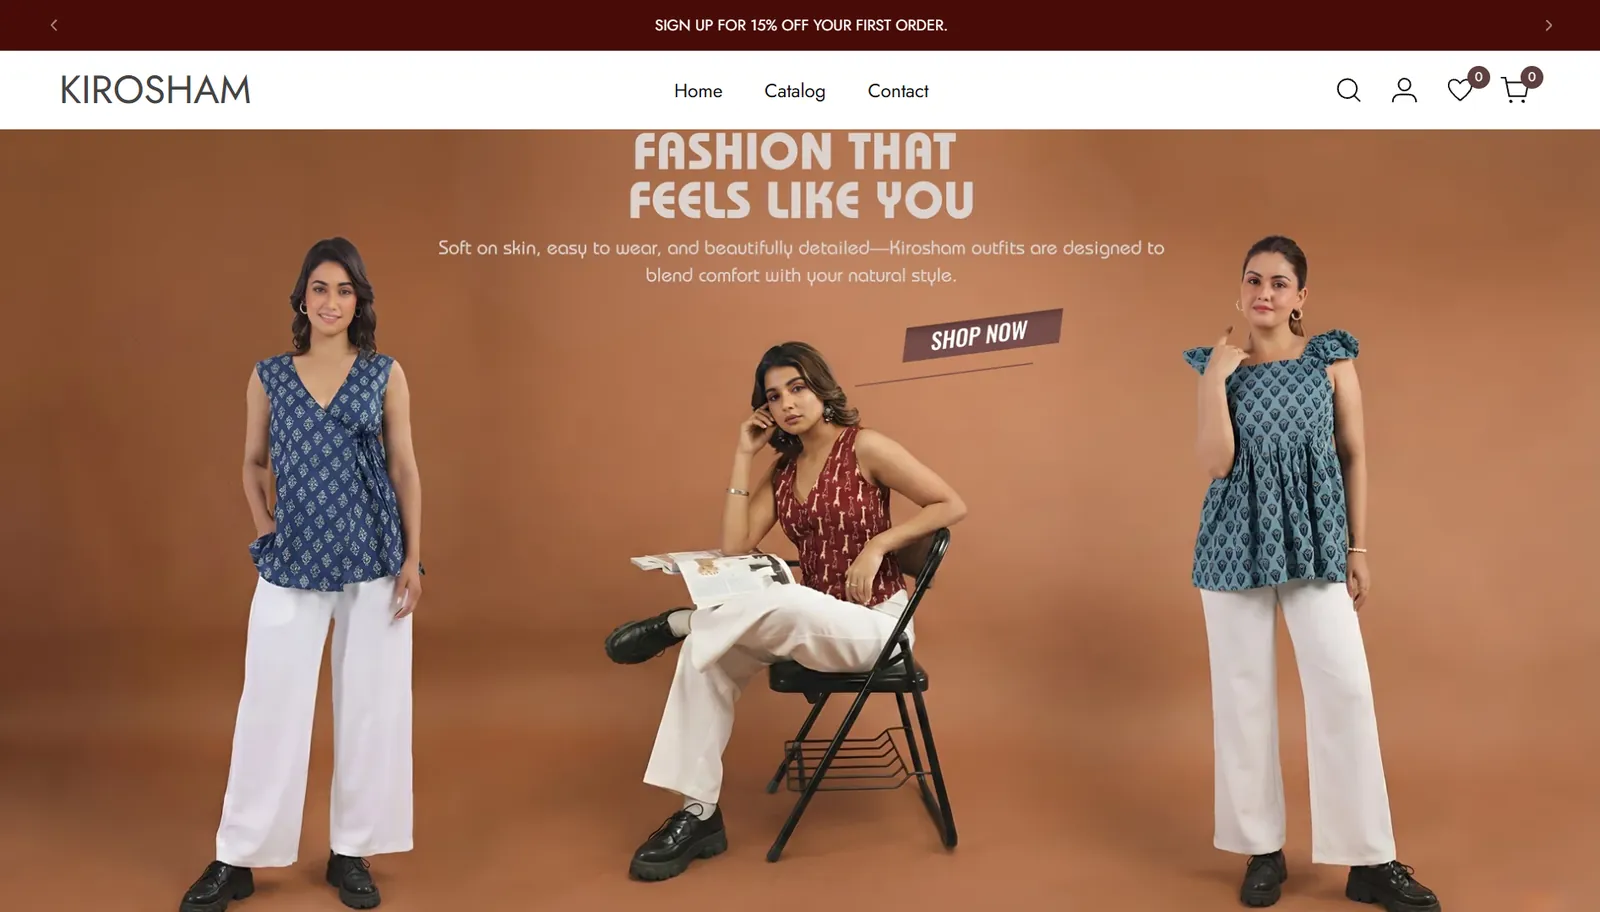 SIGN UP FOR 15% OFF YOUR FIRST ORDER.
KIROSHAM
Home
Catalog
Contact
0
0
FASHION THAT
FEELS LIKE YOU
Soft on skin, easy to wear, and beautifully detailed—Kirosham outfits are designed to
blend comfort with your natural style.
SHOP NOW